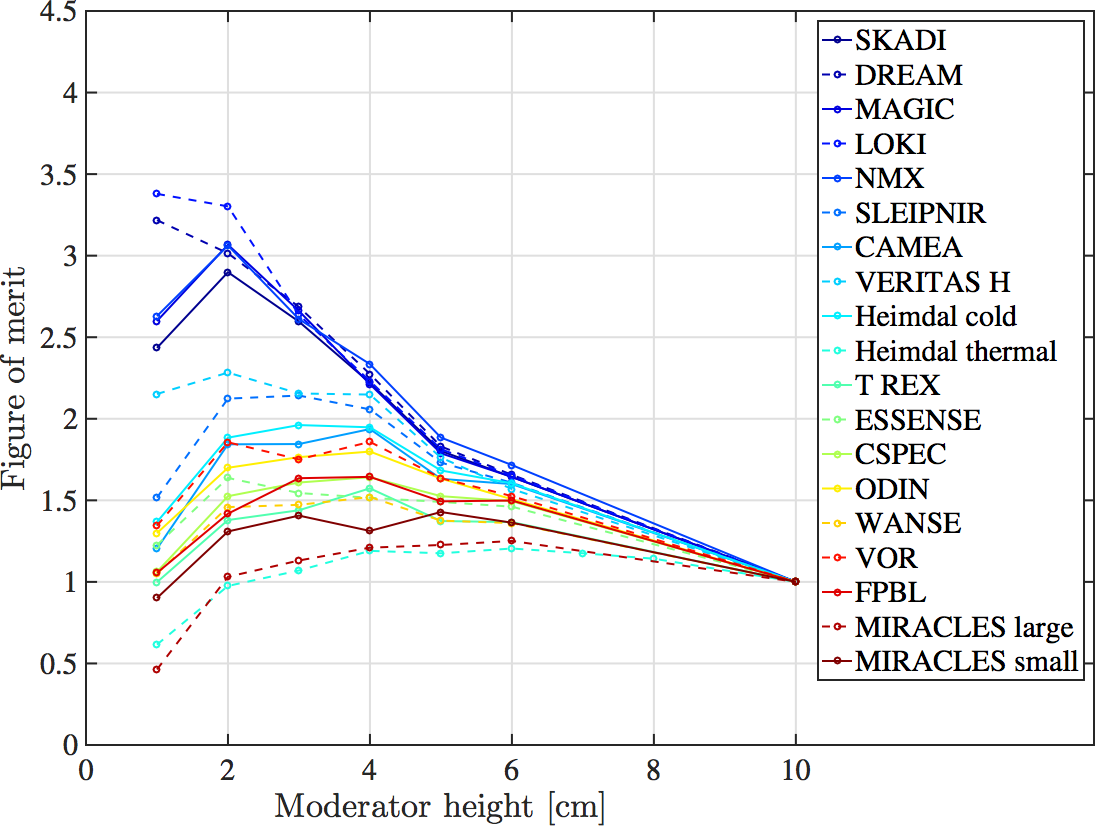 4.5
4
3.5
3
2.5
2
1.5
1
0.5
0
Figure of merit
0 2 4 6 8 10
Moderator height [cm]
SKADI
DREAM
MAGIC
LOKI
NMX
SLEIPNIR
CAMEA
VERITAS H
Heimdal cold
Heimdal thermal
T REX
ESSENSE
CSPEC
ODIN
WANSE
VOR
FPBL
MIRACLES large
MIRACLES small